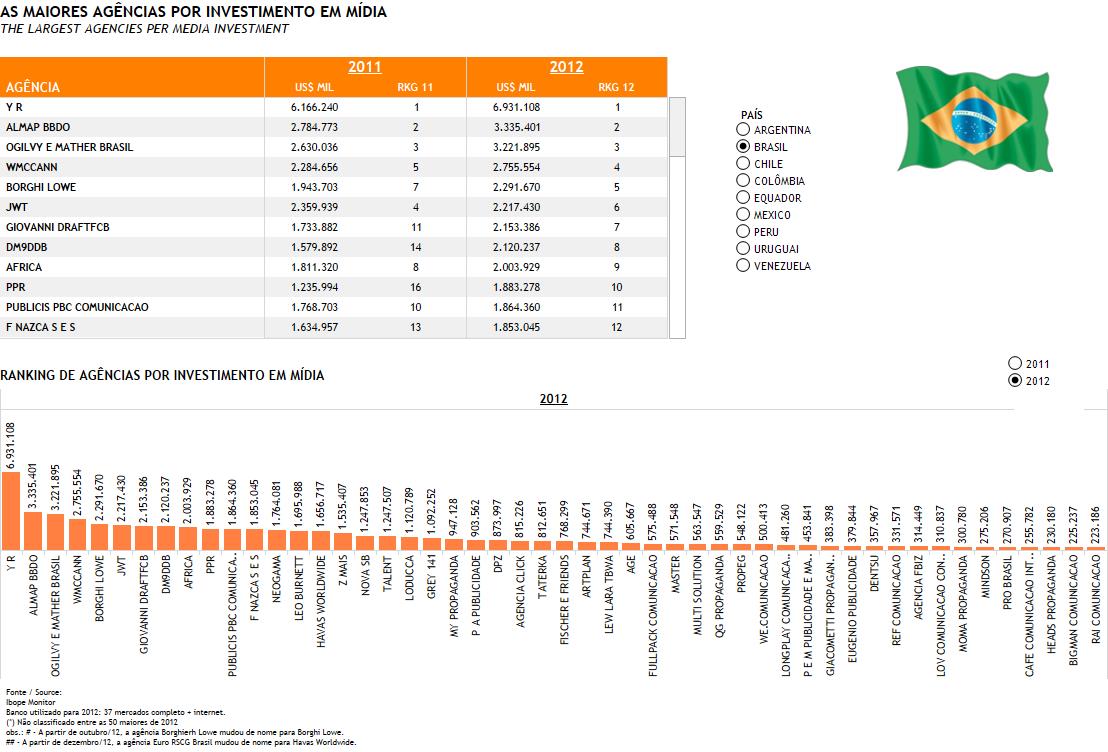 AS MAIORES AGÊNCIAS POR INVESTIMENTO EM MÍDIA
THE LARGEST AGENCIES PER MEDIA INVESTMENT
2011 2012
AGÊNCIA US$ MIL RKG 11 US$ MIL RKG 12
Y R 6.166.240 1 6.931.108 1
ALMAP BBDO 2.784.773 2 3.335.401 2
OGILVY E MATHER BRASIL 2.630.036 3 3.221.895 3
WMCCANN 2.284.656 5 2.755.554 4
BORGHI LOWE 1.943.703 7 2.291.670 5
JWT 2.359.939 4 2.217.430 6
GIOVANNI DRAFTFCB 1.733.882 11 2.153.386 7
DM9DDB 1.579.892 14 2.120.237 8
AFRICA 1.811.320 8 2.003.929 9
PPR 1.235.994 16 1.883.278 10
PUBLICIS PBC COMUNICACAO 1.768.703 10 1.864.360 11
F NAZCA S E S 1.634.957 13 1.853.045 12
PAÍS
ARGENTINA
BRASIL
CHILE
COLÔMBIA
EQUADOR
MEXICO
PERU
URUGUAI
VENEZUELA
2011
2012
RANKING DE AGÊNCIAS POR INVESTIMENTO EM MÍDIA
2012
6.931.108
3.335.401
3.221.895
2.755.554
2.291.670
2.217.430
2.153.386
2.120.237
2.003.929
1.883.278
1.864.360
1.853.045
1.764.081
1.695.988
1.656.717
1.535.407
1.247.853
1.247.507
1.120.789
1.092.252
947.128
903.562
873.997
815.226
812.651
768.299
744.671
744.390
605.667
575.488
571.548
563.547
559.529
548.122
500.413
481.260
453.841
383.398
379.844
357.967
331.571
314.449
310.837
300.780
275.206
270.907
255.782
230.180
225.237
223.186
Y R
ALMAP BBDO
OGILVY E MATHER BRASIL
WMCCANN
BORGHI LOWE
JWT
GIOVANNI DRAFTFCB
DM9DDB
AFRICA
PPR
PUBLICIS PBC COMUNICA..
F NAZCA S E S
NEOGAMA
LEO BURNETT
HAVAS WORLDWIDE
Z MAIS
NOVA SB
TALENT
LODUCCA
GREY 141
MY PROPAGANDA
P A PUBLICIDADE
DPZ
AGENCIA CLICK
TATERKA
FISCHER E FRIENDS
ARTPLAN
LEW LARA TBWA
AGE
FULLPACK COMUNICACAO
MASTER
MULTI SOLUTION
QG PROPAGANDA
PROPEG
WE.COMUNICACAO
LONGPLAY COMUNICACA..
P E M PUBLICIDADE E MA..
GIACOMETTI PROPAGAN..
EUGENIO PUBLICIDADE
DENTSU
REF COMUNICACAO
AGENCIA FBIZ
LOV COMUNICACAO CON..
MOMA PROPAGANDA
MINDSON
PRO BRASIL
CAFE COMUNICACAO INT..
HEADS PROPAGANDA
BIGMAN COMUNICACAO
RAI COMUNICACAO
Fonte / Source:
Ibope Monitor
Banco utilizado para 2012: 37 mercados completo + internet.
(*) Não classificado entre as 50 maiores de 2012
obs.: # - A partir de outubro/12, a agência Borghierh Lowe mudou de nome para Borghi Lowe.
## - A partir de dezembro/12, a agência Euro RSCG Brasil mudou de nome para Havas Worldwide.